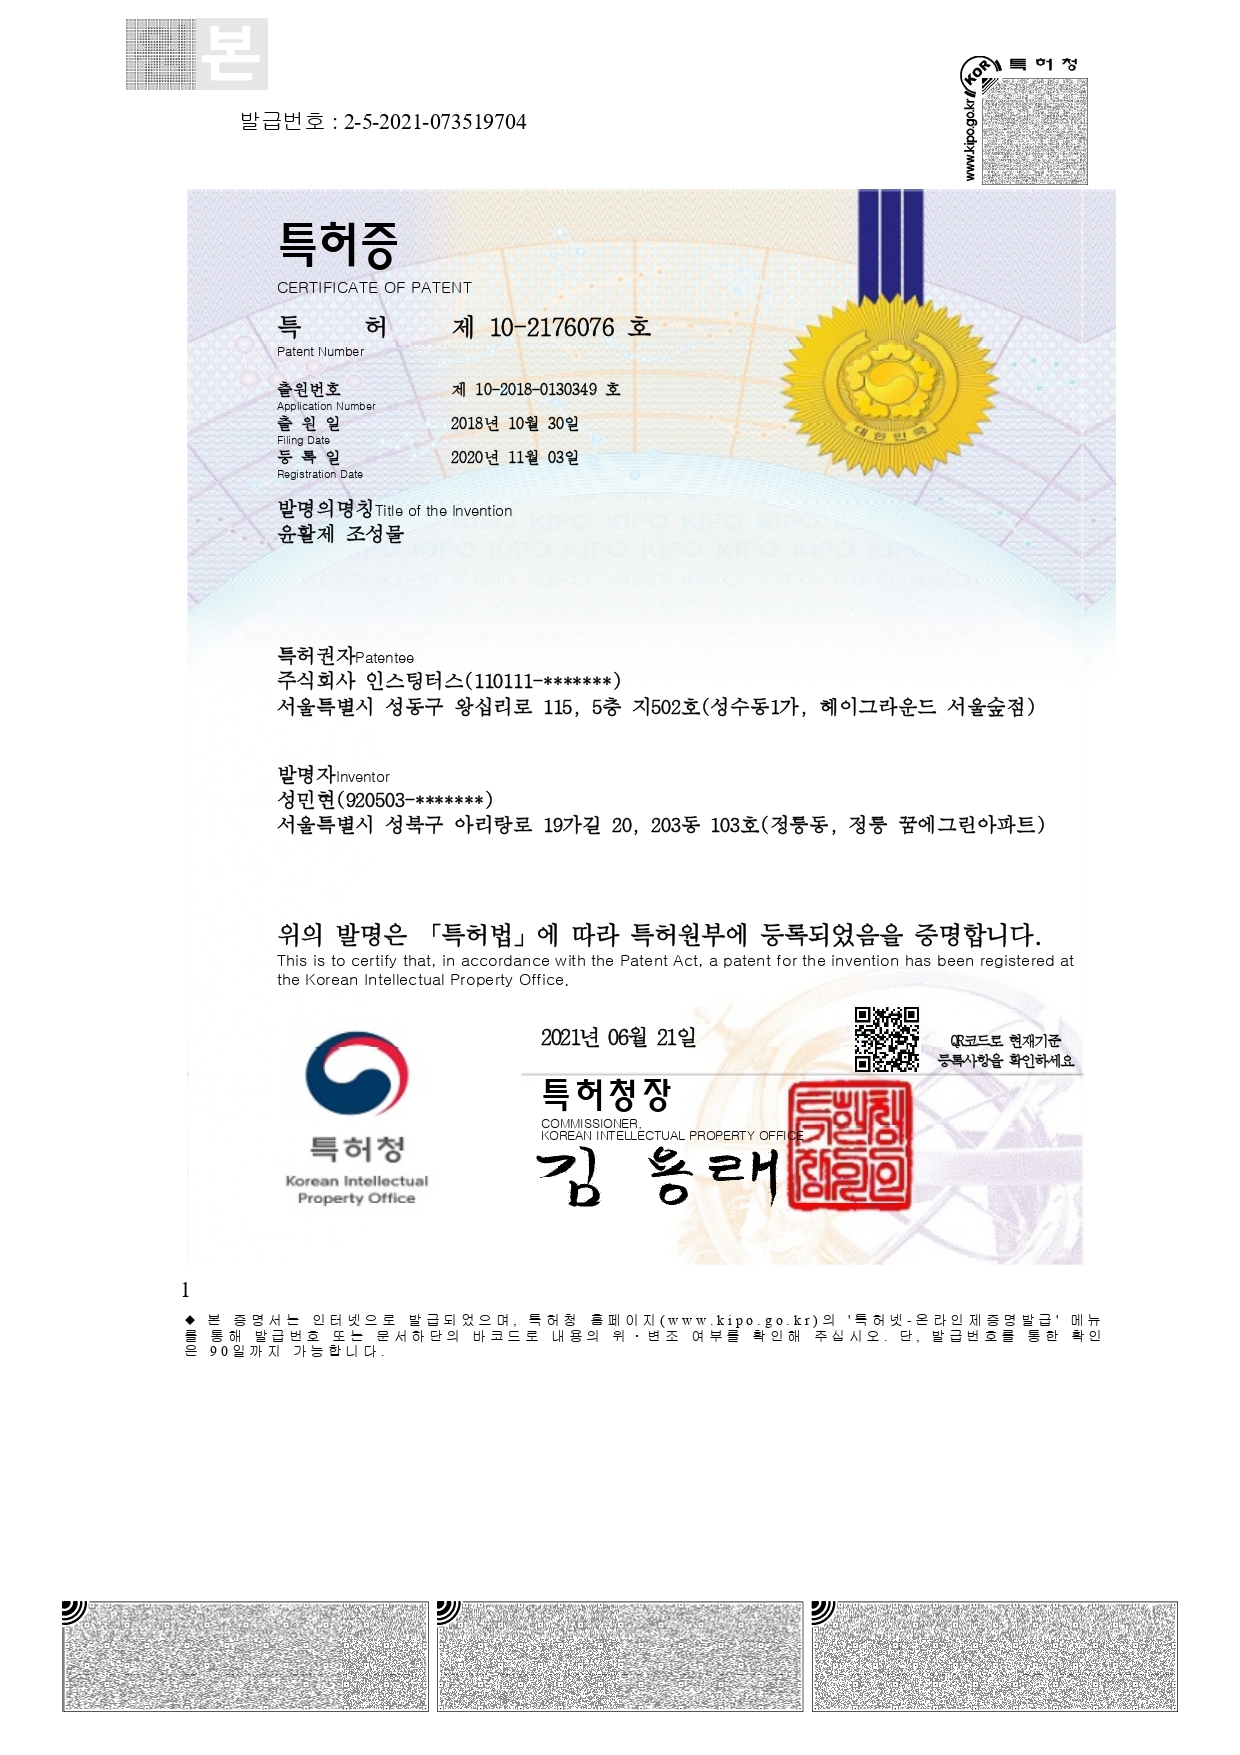 본
특허청
KOR
www.kipo.go.kr
발급번호 : 2-5-2021-073519704
특허증
CERTIFICATE OF PATENT
특 허 제 10-2176076 호
Patent Number
출원번호 제 10-2018-0130349 호
Application Number
출 원 일 2018년 10월 30일
Filing Date
등 록 일 2020년 11월 03일
Registration Date
대한민국
발명의명칭Title of the Invention
윤활제 조성물
특허권자Patentee
주식회사 인스팅터스(110111-*******)
서울특별시 성동구 왕십리로 115, 5층 지502호(성수동1가, 헤이그라운드 서울숲점)
발명자Inventor
성민현(920503-*******)
서울특별시 성북구 아리랑로 19가길 20, 203동 103호(정릉동, 정릉 꿈에그린아파트)
위의 발명은 「특허법」에 따라 특허원부에 등록되었음을 증명합니다.
This is to certify that, in accordance with the Patent Act, a patent for the invention has been registered at
the Korean Intellectual Property Office.
2021년 06월 21일
QR코드로 현재기준
등록사항을 확인하세요
특허청장
COMMISSIONER,
KOREAN INTELLECTUAL PROPERTY OFFICE
김 용 래
특허청
Korean Intellectual
Property Office
1
◆ 본 증명서는 인터넷으로 발급되었으며, 특허청 홈페이지(www.kipo.go.kr)의 '특허넷-온라인제증명발급' 메뉴
를 통해 발급번호 또는 문서하단의 바코드로 내용의 위·변조 여부를 확인해 주십시오. 단, 발급번호를 통한 확인
은 90일까지 가능합니다.